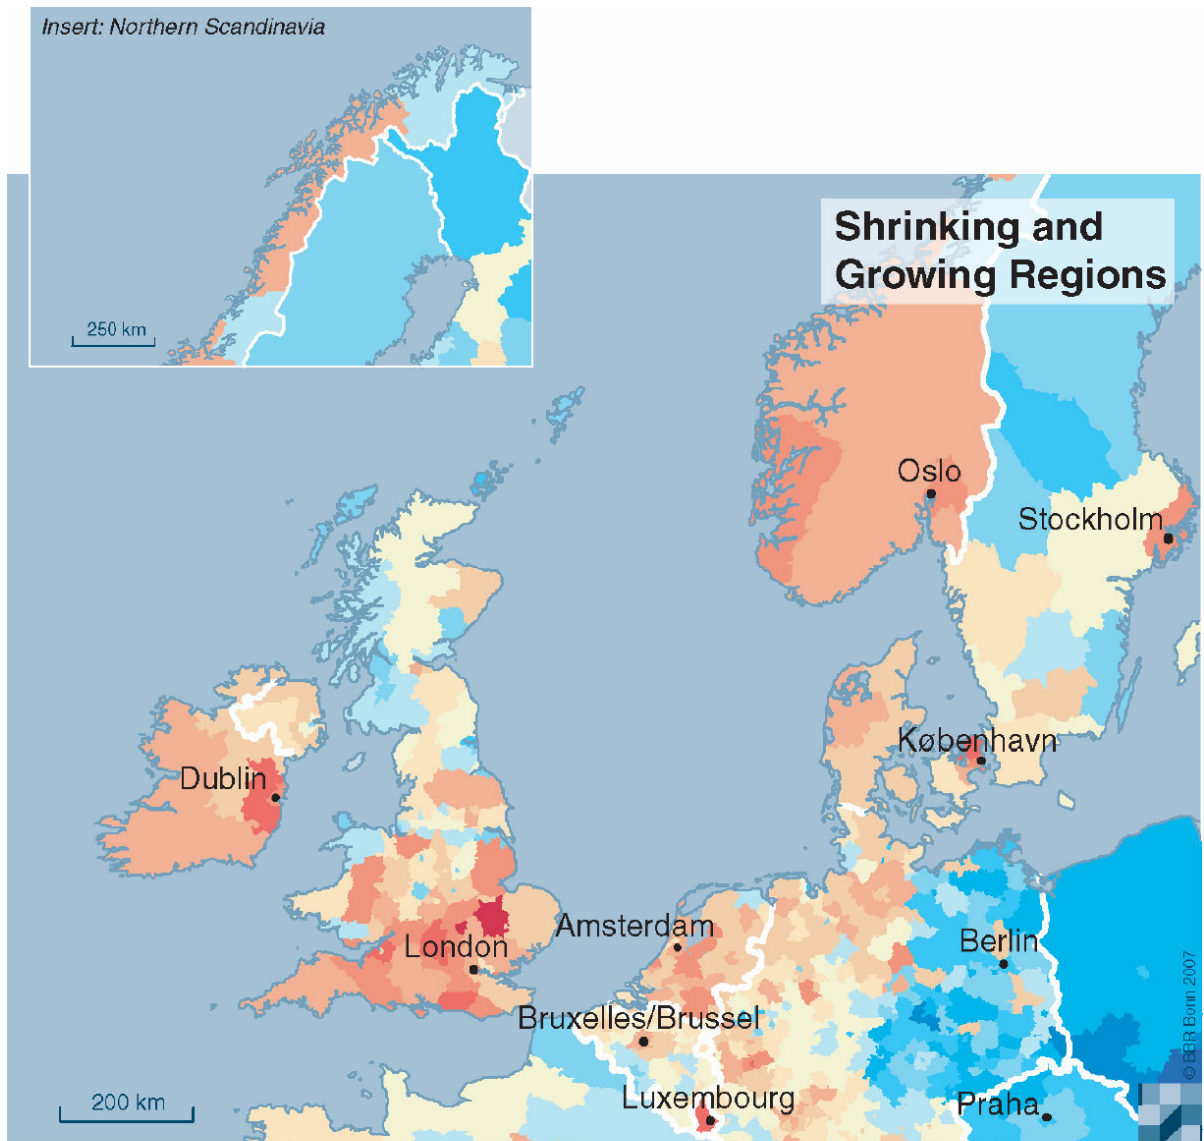 Insert: Northern Scandinavia
250 km
Shrinking and
Growing Regions
Oslo
Stockholm
København
Dublin
Amsterdam
London
Berlin
Bruxelles/Brussel
Luxembourg
Praha
200 km
© BBR Bonn 2007